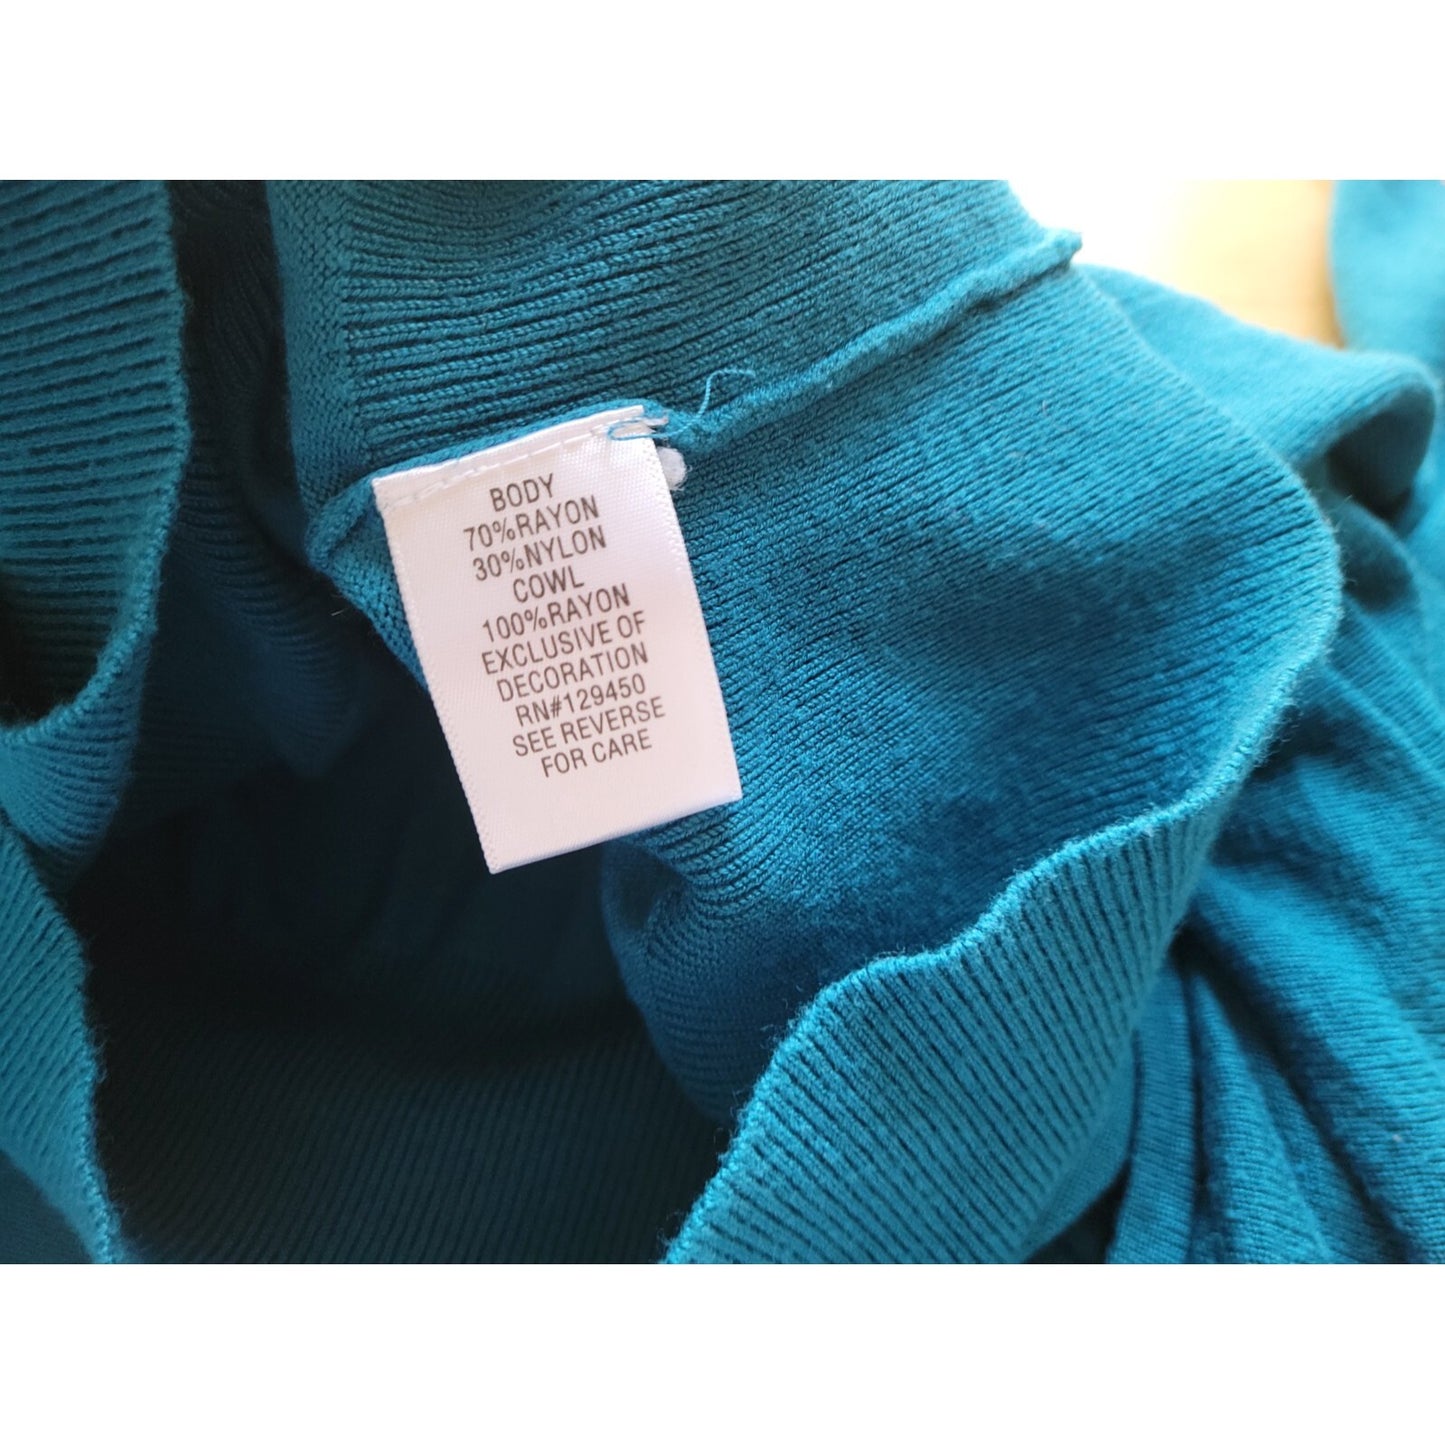 BODY
70%RAYON
30%NYLON
COWL
100%RAYON
EXCLUSIVE OF
DECORATION
RN#129450
SEE REVERSE
FOR CARE